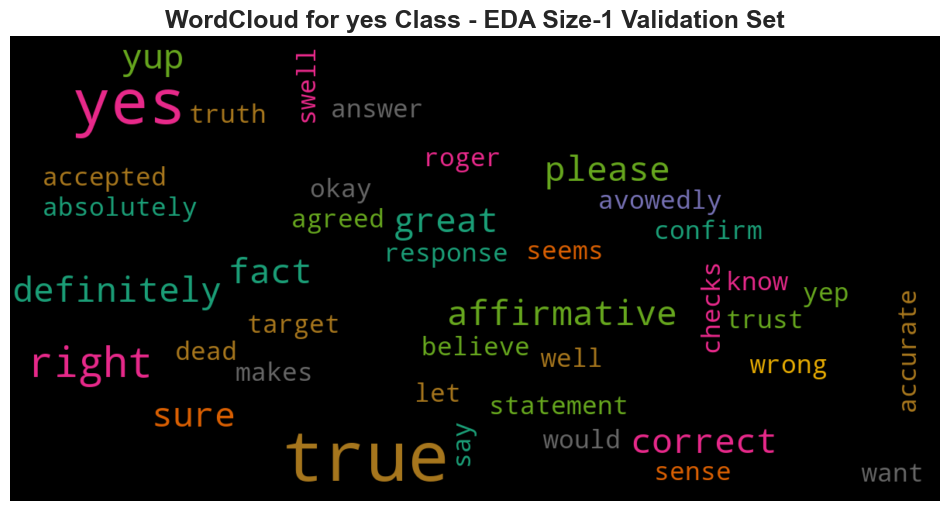 WordCloud for yes Class - EDA Size-1 Validation Set
yup
swell
yes
truth
answer
roger
please
accepted
okay
avowedly
absolutely
agreed
great
confirm
response
seems
fact
checks
know
definitely
yep
accurate
affirmative
trust
target
believe
dead
well
wrong
right
makes
let
statement
sure
say
would
correct
true
sense
want